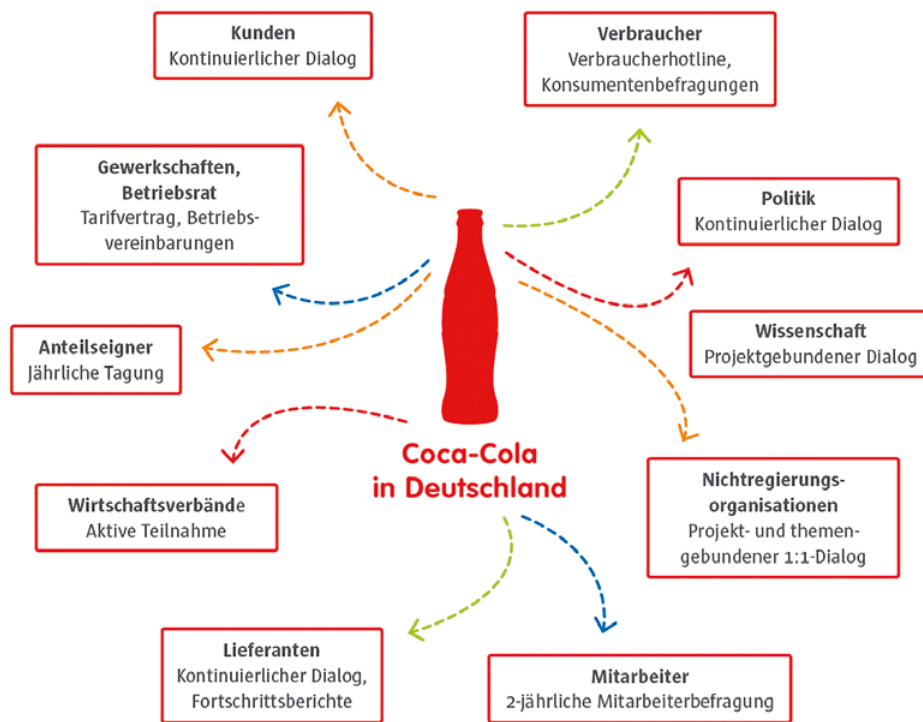 Kunden
Kontinuierlicher Dialog
Verbraucher
Verbraucherhotline,
Konsumentenbefragungen
Gewerkschaften,
Betriebsrat
Tarifvertrag, Betriebs-
vereinbarungen
Politik
Kontinuierlicher Dialog
Anteilseigner
Jährliche Tagung
Wissenschaft
Projektgebundener Dialog
Coca-Cola
in Deutschland
Wirtschaftsverbände
Aktive Teilnahme
Nichtregierungs-
organisationen
Projekt- und themen-
gebundener 1:1-Dialog
Lieferanten
Kontinuierlicher Dialog,
Fortschrittsberichte
Mitarbeiter
2-jährliche Mitarbeiterbefragung